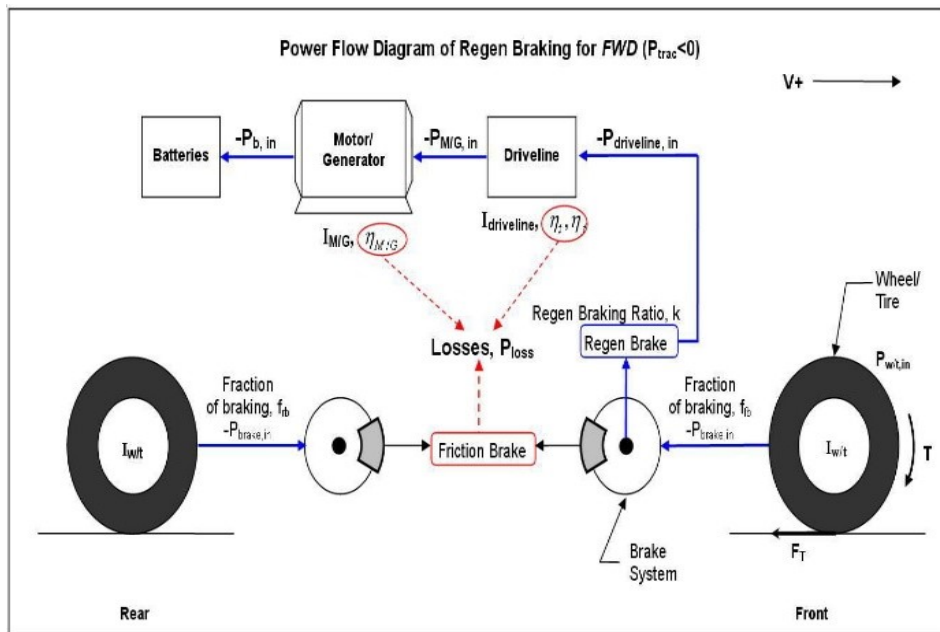 Power Flow Diagram of Regen Braking for FWD (Ptrac<0)
V+
Batteries
-Pb, in
Motor/
Generator
-PM/G, in
Driveline
-Pdriveline, in
IM/G, ηM/G
Idriveline, ηt, η
Wheel/
Tire
Regen Braking Ratio, k
Regen Brake
Losses, Ploss
Pw/t,in
Fraction
of braking, frb
-Pbrake,in
Fraction
of braking, ffb
-Pbrake,in
Iw/t
Friction Brake
Iw/t
T
FT
Brake
System
Rear
Front